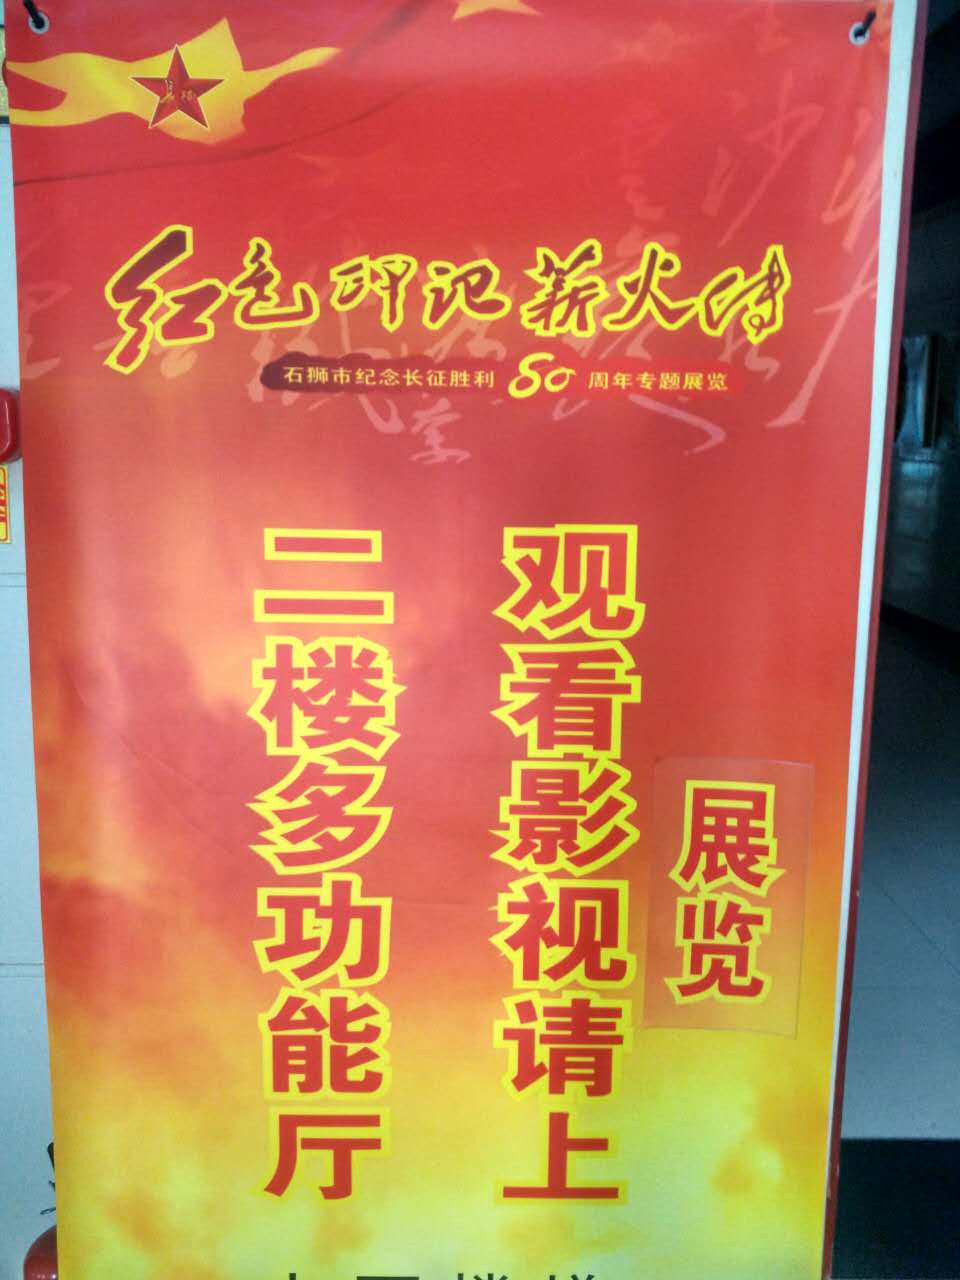 红色印记薪火传
石狮市纪念长征胜利80周年专题展览
展览
观看影视请上
二楼多功能厅